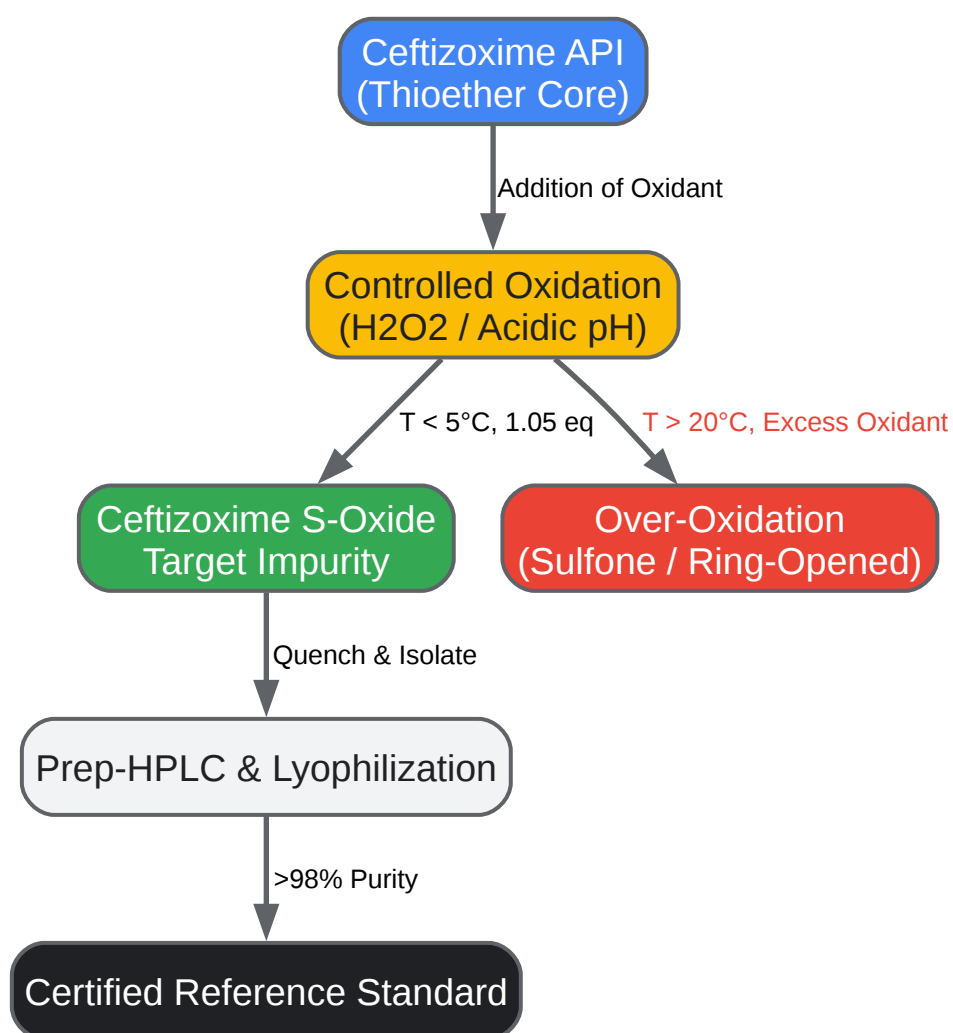 Ceftizoxime API
(Thioether Core)
Addition of Oxidant
Controlled Oxidation
(H2O2 / Acidic pH)
T < 5°C, 1.05 eq
T > 20°C, Excess Oxidant
Ceftizoxime S-Oxide
Target Impurity
Over-Oxidation
(Sulfone / Ring-Opened)
Quench & Isolate
Prep-HPLC & Lyophilization
>98% Purity
Certified Reference Standard